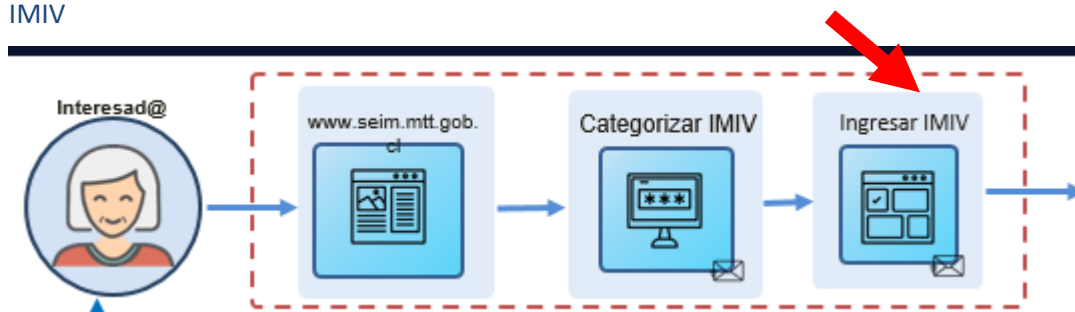 IMIV
Interesad@
www.seim.mtt.gob.
cl
Categorizar IMIV
Ingresar IMIV
***